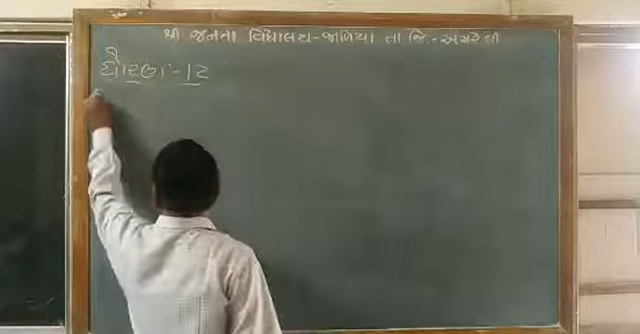 શ્રી જનતા વિદ્યાલય-જાળિયા તા જિ.-અમરેલી
ધોરણ :- ૧૨